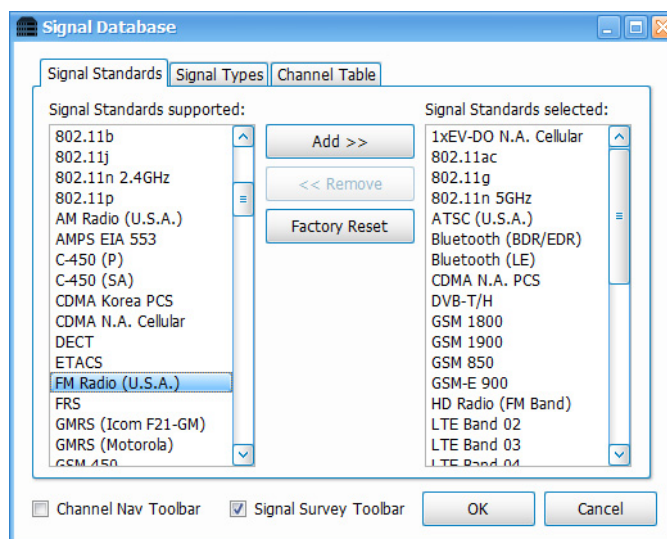 Signal Database
Signal Standards
Signal Types
Channel Table
Signal Standards supported:
802.11b
802.11j
802.11n 2.4GHz
802.11p
AM Radio (U.S.A.)
AMPS EIA 553
C-450 (P)
C-450 (SA)
CDMA Korea PCS
CDMA N.A. Cellular
DECT
ETACS
FM Radio (U.S.A.)
FRS
GMRS (Icom F21-GM)
GMRS (Motorola)
GSM 450
Add >>
<< Remove
Factory Reset
Signal Standards selected:
1xEV-DO N.A. Cellular
802.11ac
802.11g
802.11n 5GHz
ATSC (U.S.A.)
Bluetooth (BDR/EDR)
Bluetooth (LE)
CDMA N.A. PCS
DVB-T/H
GSM 1800
GSM 1900
GSM 850
GSM-E 900
HD Radio (FM Band)
LTE Band 02
LTE Band 03
LTE Band 04
Channel Nav Toolbar
Signal Survey Toolbar
OK
Cancel